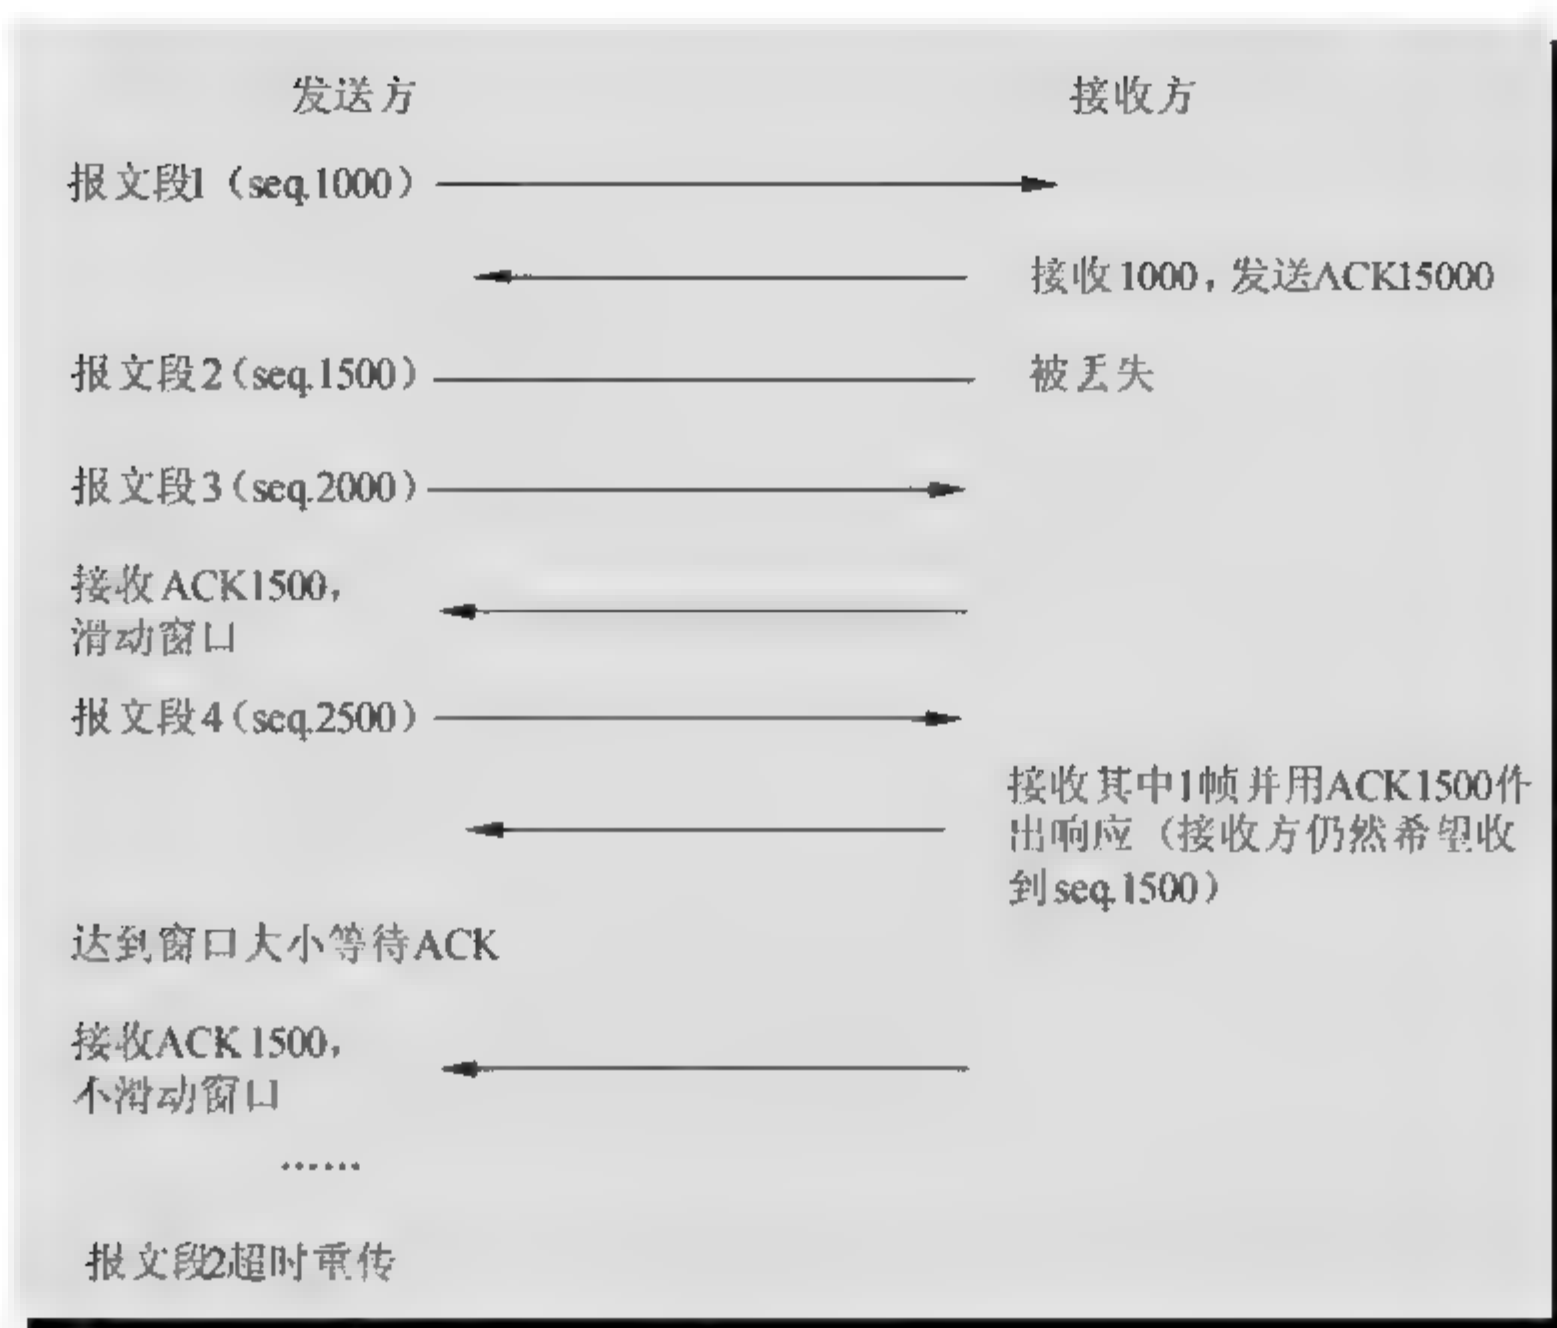 发送方 接收方
报文段1（seq.1000）
接收1000，发送ACK15000
报文段2（seq.1500） 被丢失
报文段3（seq.2000）
接收ACK1500，
滑动窗口
报文段4（seq.2500）
接收其中1帧并用ACK1500作
出响应（接收方仍然希望收
到seq.1500）
达到窗口大小等待ACK
接收ACK1500，
不滑动窗口
……
报文段2超时重传